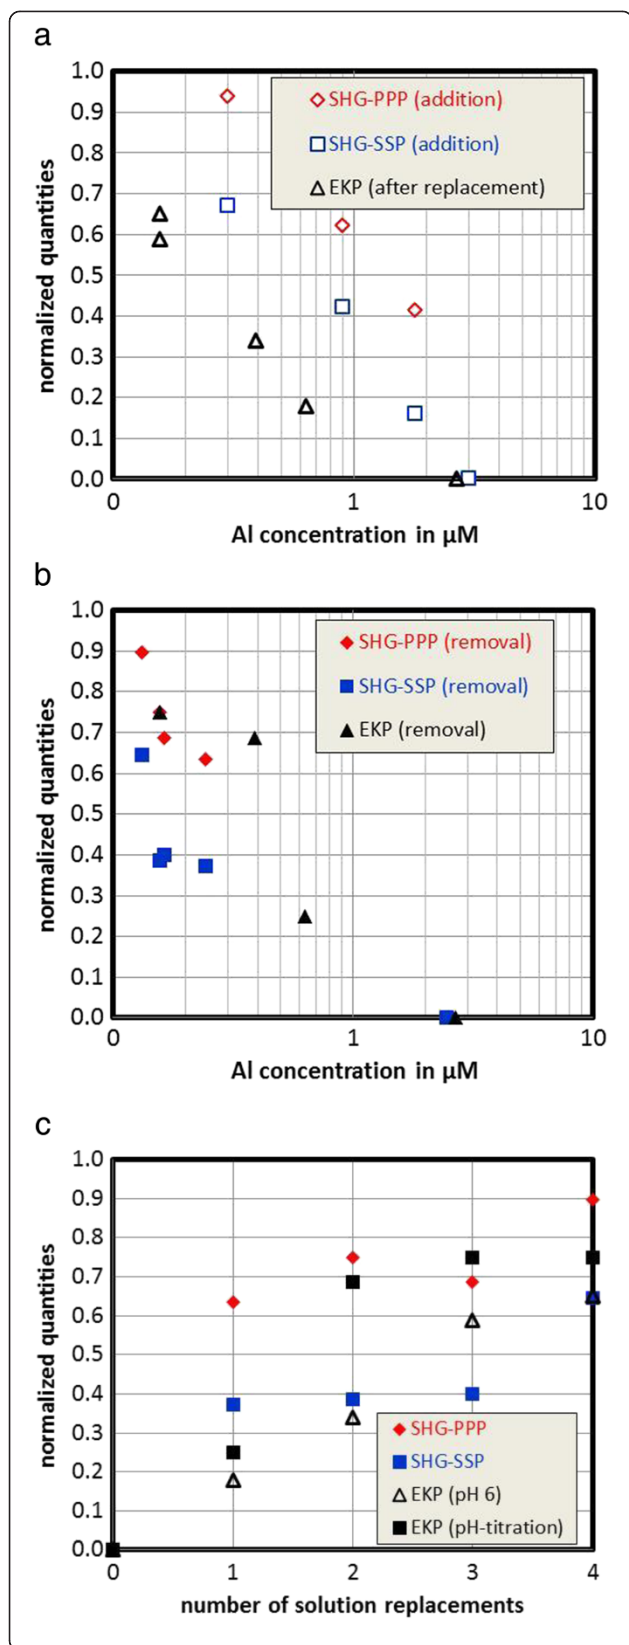 a
1.0
0.9
0.8
0.7
0.6
0.5
0.4
0.3
0.2
0.1
0.0
normalized quantities
SHG-PPP (addition)
SHG-SSP (addition)
EKP (after replacement)
0 1 10
Al concentration in µM
b
1.0
0.9
0.8
0.7
0.6
0.5
0.4
0.3
0.2
0.1
0.0
normalized quantities
SHG-PPP (removal)
SHG-SSP (removal)
EKP (removal)
0 1 10
Al concentration in µM
c
1.0
0.9
0.8
0.7
0.6
0.5
0.4
0.3
0.2
0.1
0.0
normalized quantities
SHG-PPP
SHG-SSP
EKP (pH 6)
EKP (pH-titration)
0 1 2 3 4
number of solution replacements